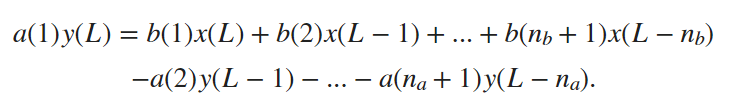 a(1)y(L) = b(1)x(L) + b(2)x(L − 1) + ... + b(n_b + 1)x(L − n_b)
−a(2)y(L − 1) − ... − a(n_a + 1)y(L − n_a).